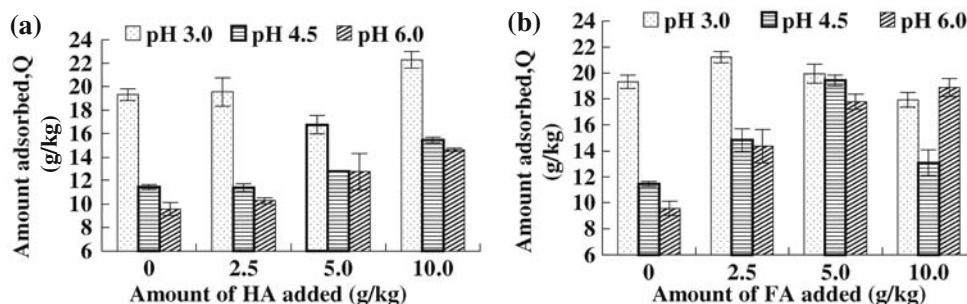 (a)
pH 3.0 pH 4.5 pH 6.0
Amount adsorbed,Q
(g/kg)
24
22
20
18
16
14
12
10
8
6
0 2.5 5.0 10.0
Amount of HA added (g/kg)
(b)
pH 3.0 pH 4.5 pH 6.0
Amount adsorbed,Q
(g/kg)
24
22
20
18
16
14
12
10
8
6
0 2.5 5.0 10.0
Amount of FA added (g/kg)